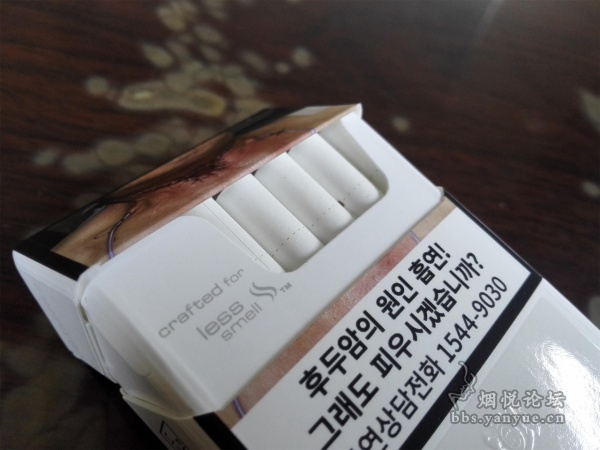 crafted for
less
smell ™
후두암의 원인 흡연!
그래도 피우시겠습니까?
연상담전화 1544-9030
烟悦论坛
bbs.yanyue.cn